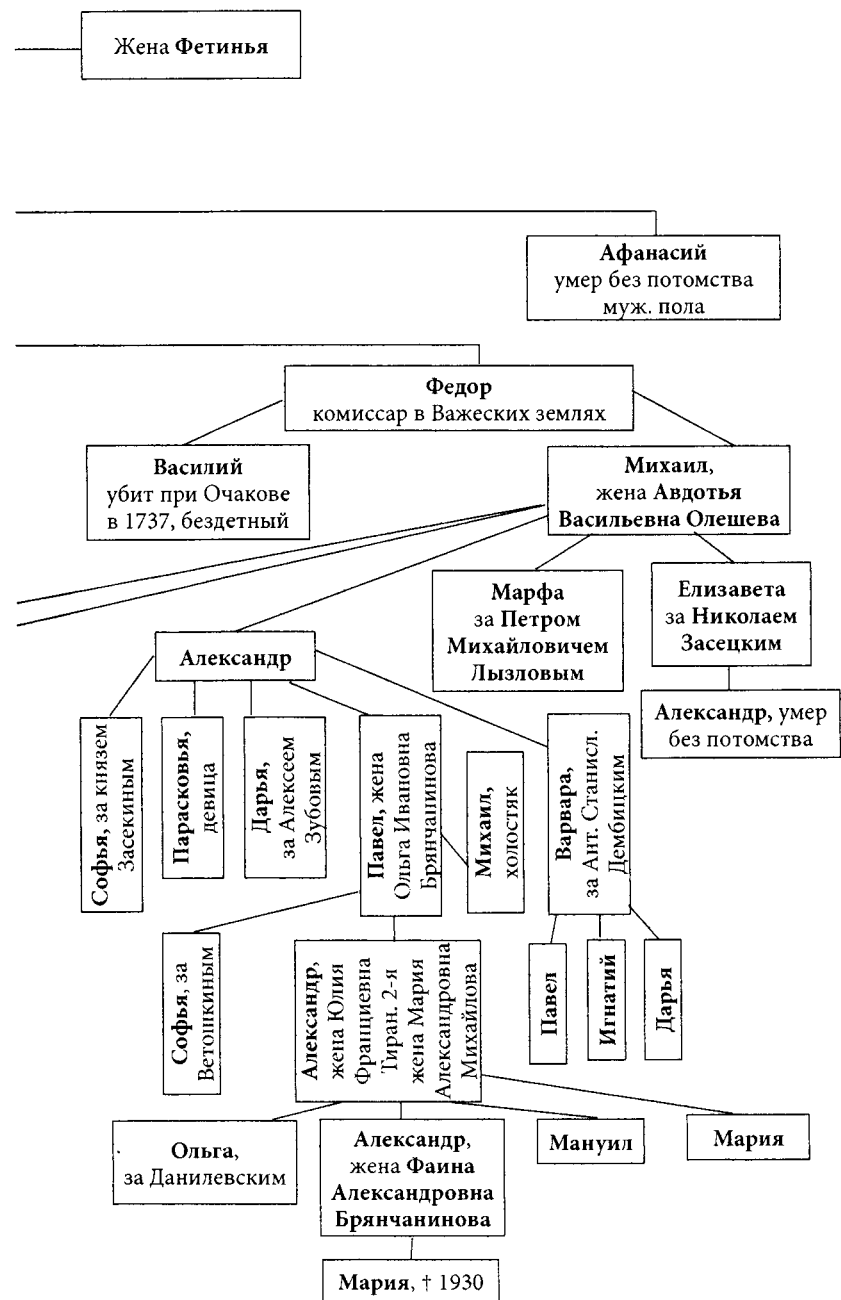 Жена Фетинья
Афанасий
умер без потомства
муж. пола
Федор
комиссар в Важеских землях
Василий
убит при Очакове
в 1737, бездетный
Михаил,
жена Авдотья
Васильевна Олешева
Марфа
за Петром
Михайловичем
Лызловым
Елизавета
за Николаем
Засецким
Александр
Александр, умер
без потомства
Софья, за князем
Засекиным
Парасковья,
девица
Дарья,
за Алексеем
Зубовым
Павел, жена
Ольга Ивановна
Брянчанинова
Михаил,
холостяк
Варвара,
за Ант. Станисл.
Дембицким
Софья, за
Ветошкиным
Александр,
жена Юлия
Францевна
Тиран. 2-я
жена Мария
Александровна
Михайлова
Павел
Игнатий
Дарья
Ольга,
за Данилевским
Александр,
жена Фаина
Александровна
Брянчанинова
Мануил
Мария
Мария, † 1930